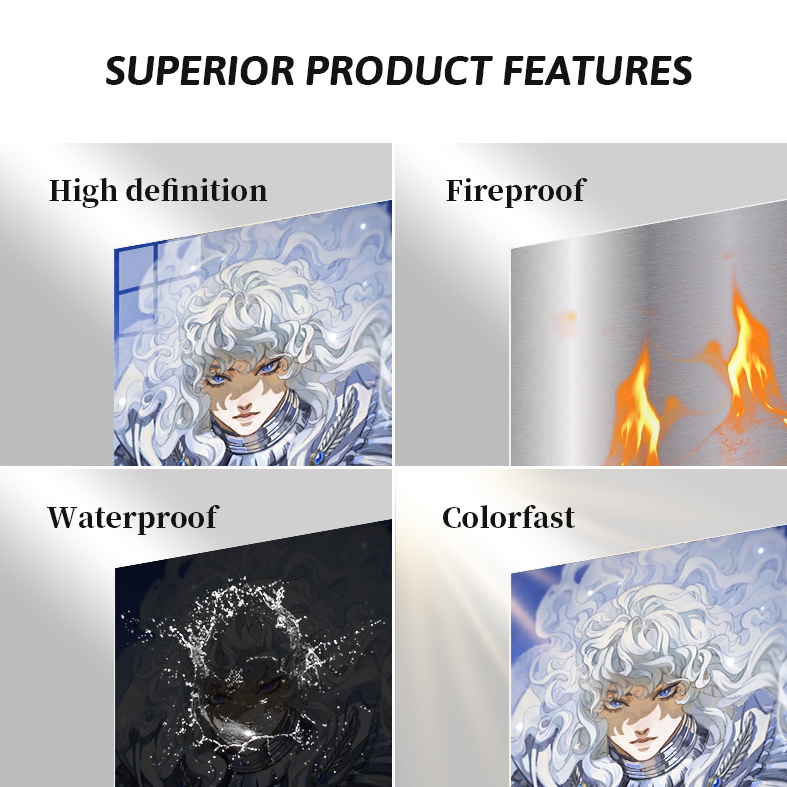 SUPERIOR PRODUCT FEATURES
High definition
Fireproof
Waterproof
Colorfast